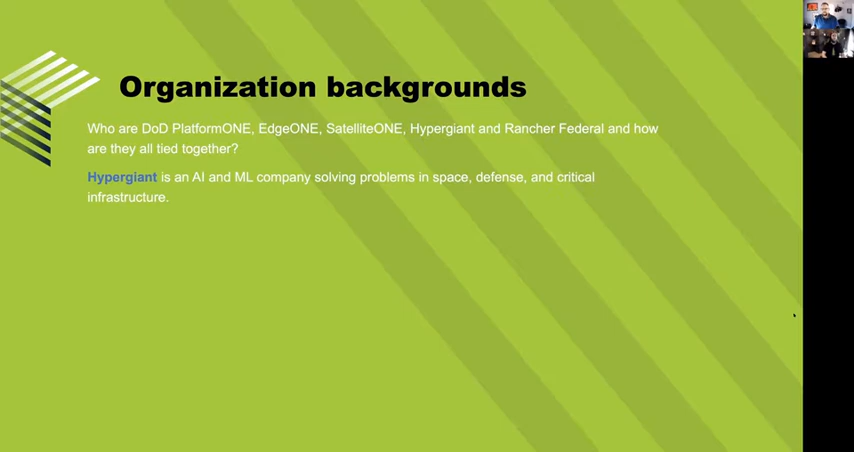 Organization backgrounds
Who are DoD PlatformONE, EdgeONE, SatelliteONE, Hypergiant and Rancher Federal and how
are they all tied together?
Hypergiant is an AI and ML company solving problems in space, defense, and critical
infrastructure.